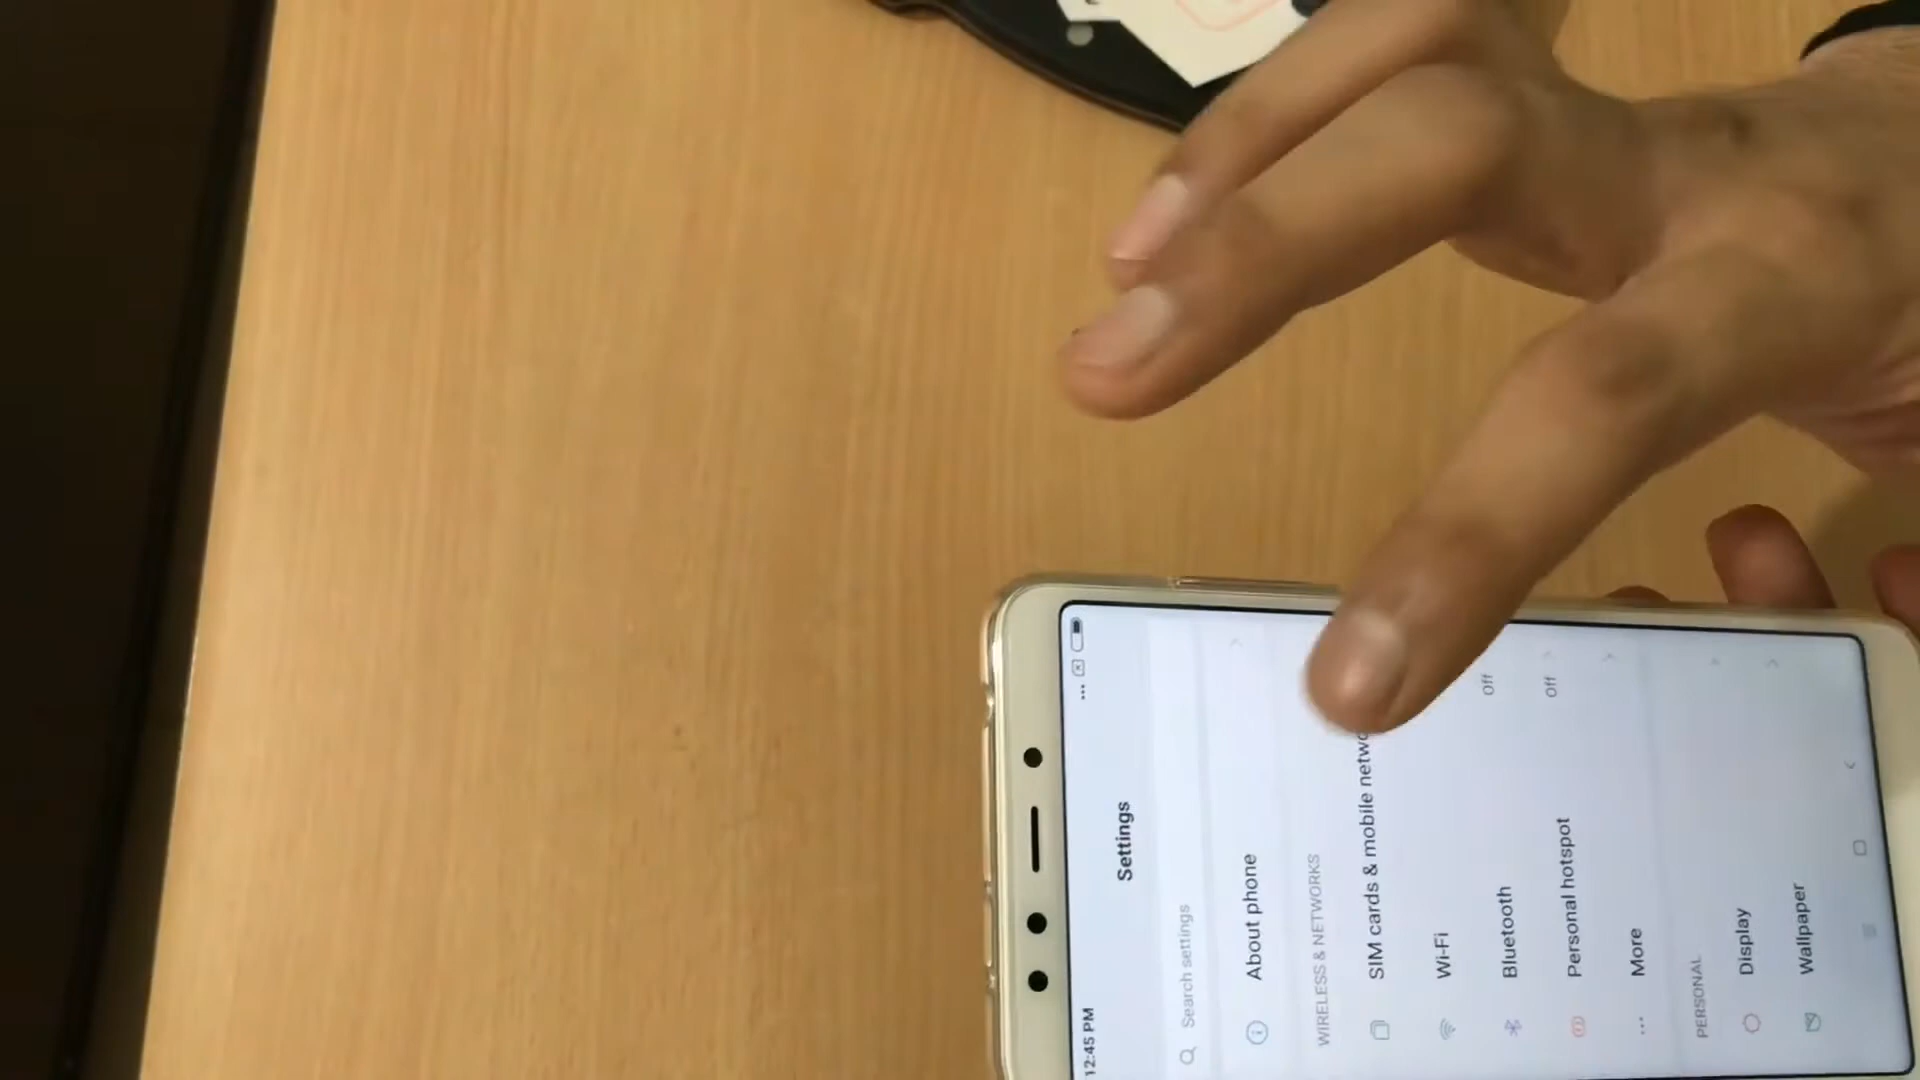 12:45 PM
Settings
Search settings
About phone
WIRELESS & NETWORKS
SIM cards & mobile netwo
Wi-Fi
Off
Bluetooth
Off
Personal hotspot
More
PERSONAL
Display
Wallpaper